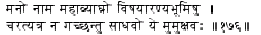 मनो नाम महाव्याघ्रो विषयारण्यभूमिषु ।
चरत्यत्र न गच्छन्तु साधवो ये मुमुक्षवः ॥१७६॥